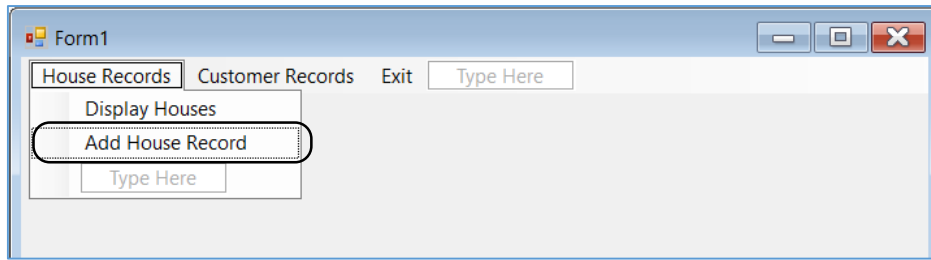 Form1
House Records Customer Records Exit Type Here
Display Houses
Add House Record
Type Here